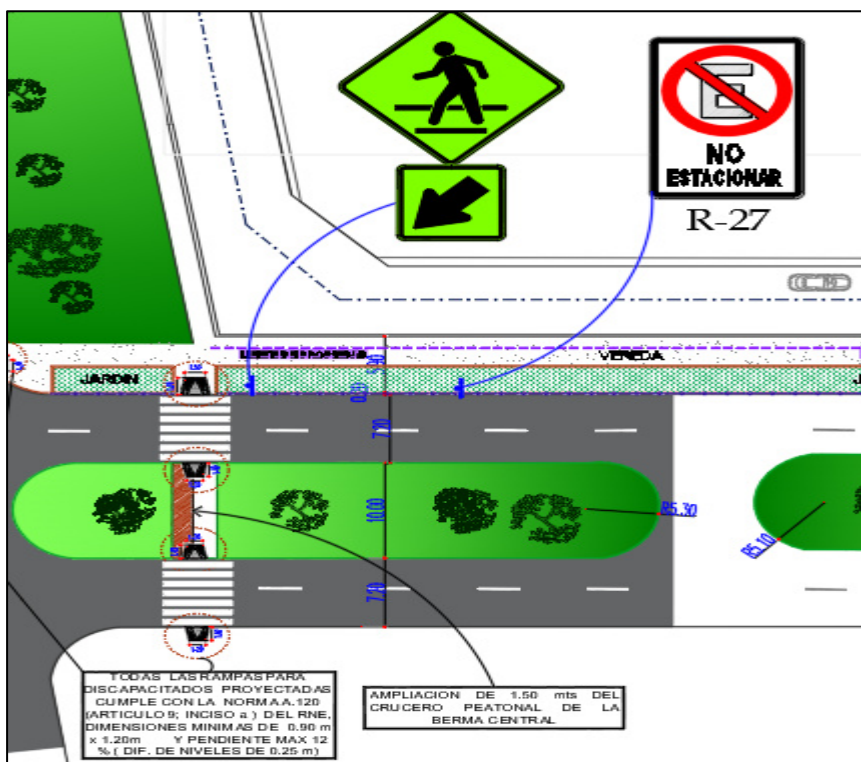 E
NO
ESTACIONAR
R-27
VEREDA
JARDIN
J
7.20
10.00
R5.30
R5.10
7.20
TODAS LAS RAMPAS PARA
DISCAPACITADOS PROYECTADAS
CUMPLE CON LA NORMA A.120
(ARTICULO 9; INCISO a ) DEL RNE,
DIMENSIONES MINIMAS DE 0.90 m
x 1.20m Y PENDIENTE MAX 12
% ( DIF. DE NIVELES DE 0.25 m)
AMPLIACION DE 1.50 mts DEL
CRUCERO PEATONAL DE LA
BERMA CENTRAL